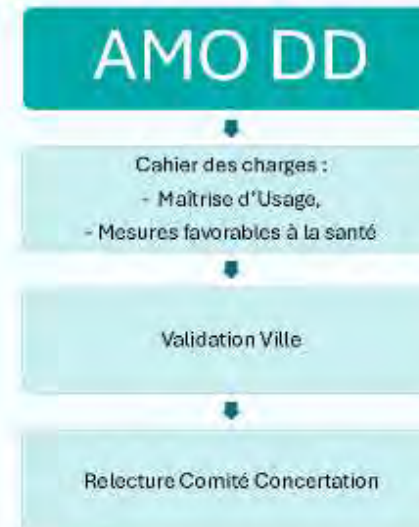 AMO DD
Cahier des charges :
- Maîtrise d'Usage,
- Mesures favorables à la santé
Validation Ville
Relecture Comité Concertation